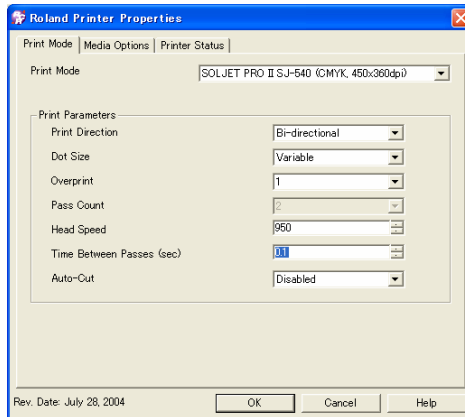 Roland Printer Properties
Print Mode Media Options Printer Status
Print Mode SOLJET PRO II SJ-540 (CMYK, 450x360dpi)
Print Parameters
Print Direction Bi-directional
Dot Size Variable
Overprint 1
Pass Count 2
Head Speed 950
Time Between Passes (sec) 0.1
Auto-Cut Disabled
Rev. Date: July 28, 2004 OK Cancel Help